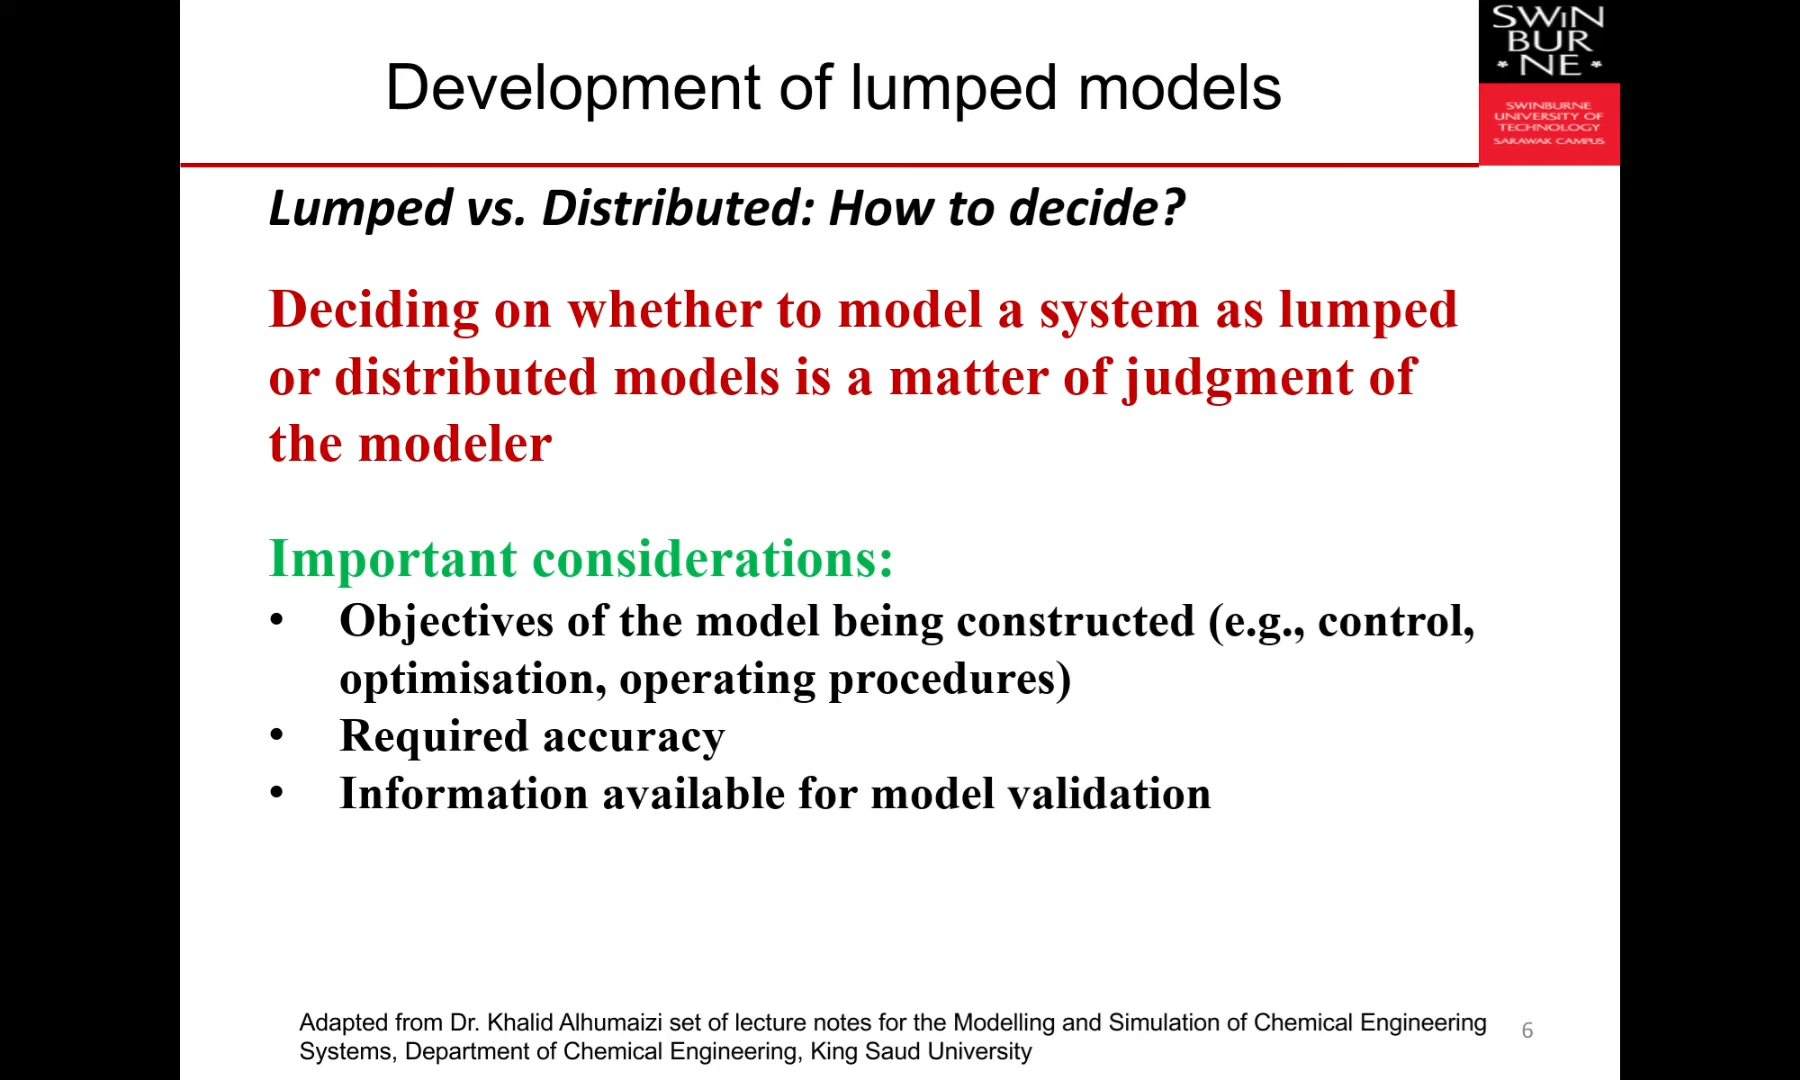 Development of lumped models
SWiN
BUR
* NE *
SWINBURNE
UNIVERSITY OF
TECHNOLOGY
SARAWAK CAMPUS
Lumped vs. Distributed: How to decide?
Deciding on whether to model a system as lumped
or distributed models is a matter of judgment of
the modeler
Important considerations:
• Objectives of the model being constructed (e.g., control,
optimisation, operating procedures)
• Required accuracy
• Information available for model validation
Adapted from Dr. Khalid Alhumaizi set of lecture notes for the Modelling and Simulation of Chemical Engineering
Systems, Department of Chemical Engineering, King Saud University
6